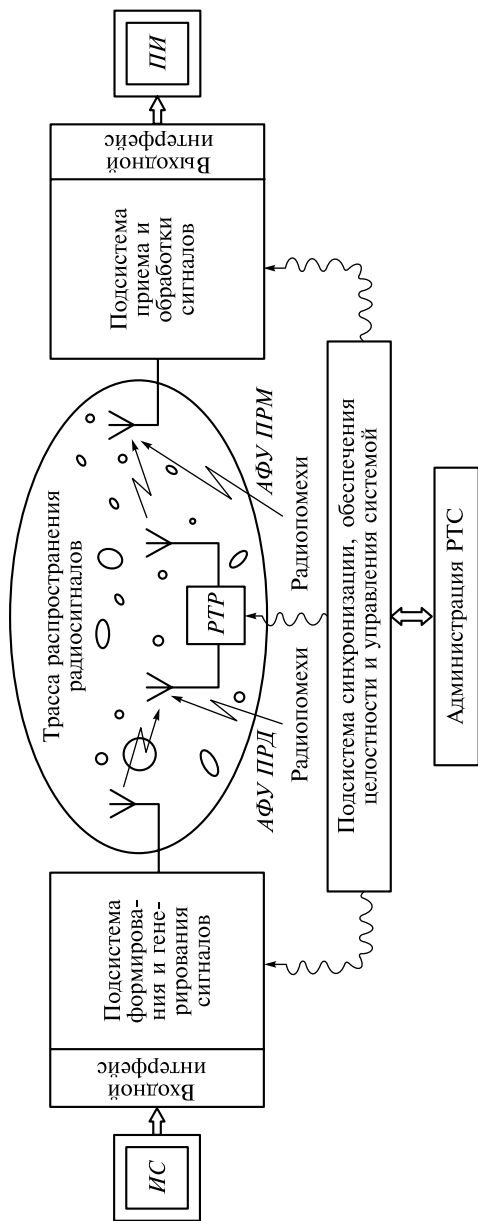 ИС
Входной
интерфейс
Подсистема
формирова-
ния и гене-
рирования
сигналов
Трасса распространения
радиосигналов
РТР
АФУ ПРД
Радиопомехи
АФУ ПРМ
Радиопомехи
Подсистема
приема и
обработки
сигналов
Выходной
интерфейс
ПИ
Подсистема синхронизации, обеспечения
целостности и управления системой
Администрация РТС